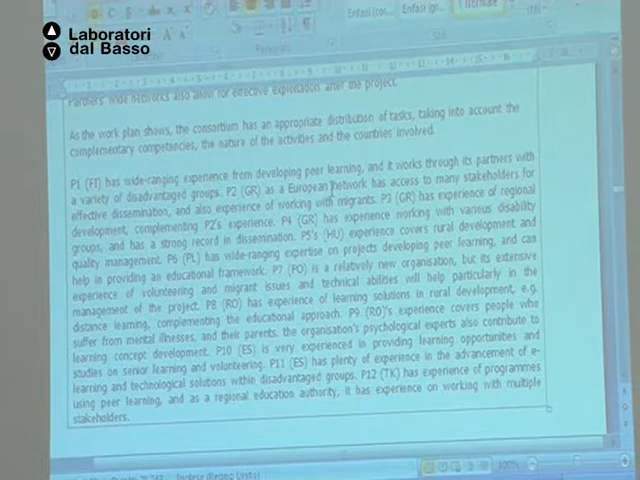 Laboratori
dal Basso
Enfasi (cor...
Enfasi (gr...
Normale
Paragrafo
Partners' wide networks also allow for effective exploitation after the project.
As the work plan shows, the consortium has an appropriate distribution of tasks, taking into account the
complementary competencies, the nature of the activities and the countries involved.
P1 (FI) has wide-ranging experience from developing peer learning, and it works through its partners with
a variety of disadvantaged groups. P2 (GR) as a European network has access to many stakeholders for
effective dissemination, and also experience of working with migrants. P3 (GR) has experience of regional
development, complementing P2's experience. P4 (GR) has experience working with various disability
groups, and has a strong record in dissemination. P5's (HU) experience covers rural development and
quality management. P6 (PL) has wide-ranging expertise on projects developing peer learning, and can
help in providing an educational framework. P7 (PO) is a relatively new organisation, but its extensive
experience of volunteering and migrant issues and technical abilities will help particularly in the
management of the project. P8 (RO) has experience of learning solutions in rural development, e.g.
distance learning, complementing the educational approach. P9 (RO)'s experience covers people who
suffer from mental illnesses, and their parents. the organisation's psychological experts also contribute to
learning concept development. P10 (ES) is very experienced in providing learning opportunities and
studies on senior learning and volunteering. P11 (ES) has plenty of experience in the advancement of e-
learning and technological solutions within disadvantaged groups. P12 (TK) has experience of programmes
using peer learning, and as a regional education authority, it has experience on working with multiple
stakeholders.
Inglese (Regno Unito)
100%